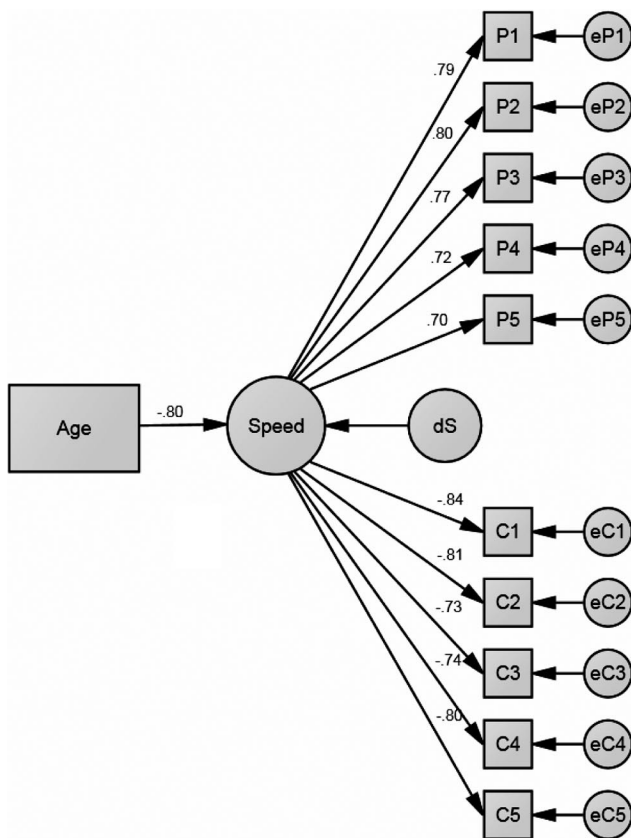 P1 eP1
.79
P2 eP2
.80
P3 eP3
.77
P4 eP4
.72
P5 eP5
.70
Age -.80 Speed dS
-.84
C1 eC1
-.81
C2 eC2
-.73
C3 eC3
-.74
C4 eC4
-.80
C5 eC5